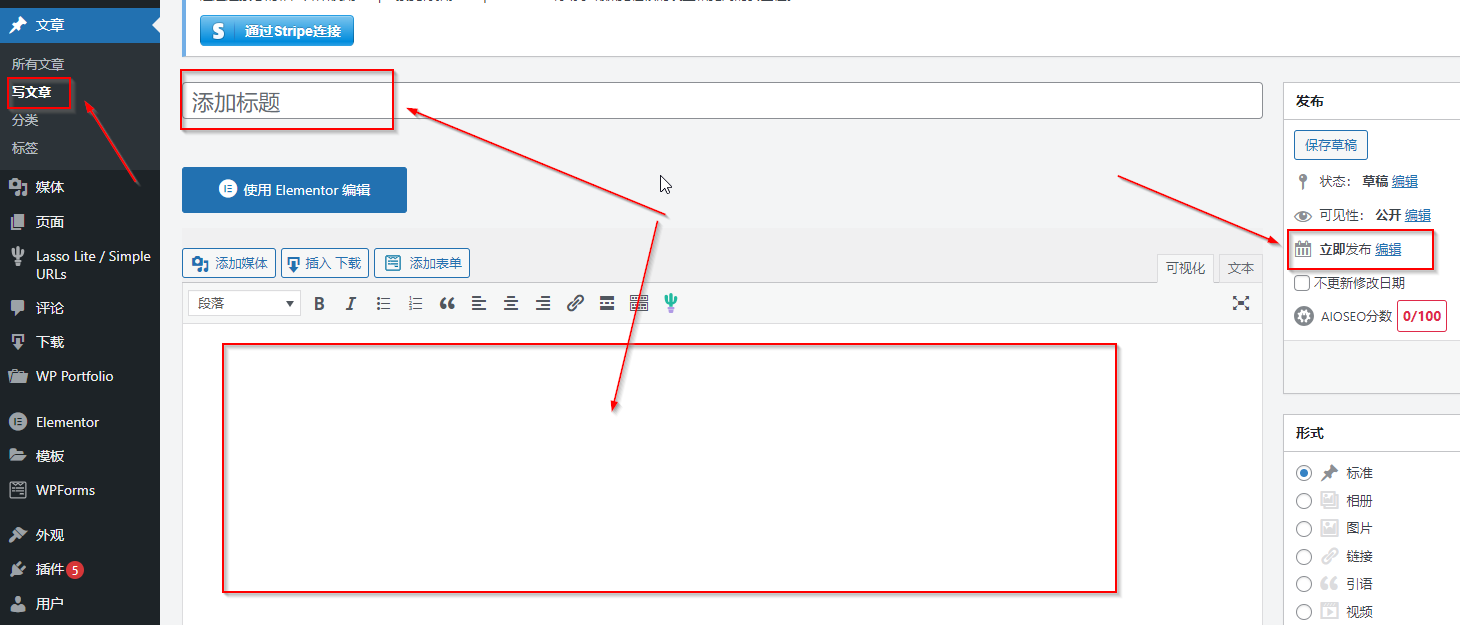 文章
所有文章
写文章
分类
标签
媒体
页面
Lasso Lite / Simple
URLs
评论
下载
WP Portfolio
Elementor
模板
WPForms
外观
插件 5
用户
通过Stripe连接
添加标题
使用 Elementor 编辑
添加媒体 插入 下载 添加表单
可视化 文本
段落 B I
发布
保存草稿
状态: 草稿 编辑
可见性: 公开 编辑
立即发布 编辑
不更新修改日期
AIOSEO分数 0/100
形式
标准
相册
图片
链接
引语
视频